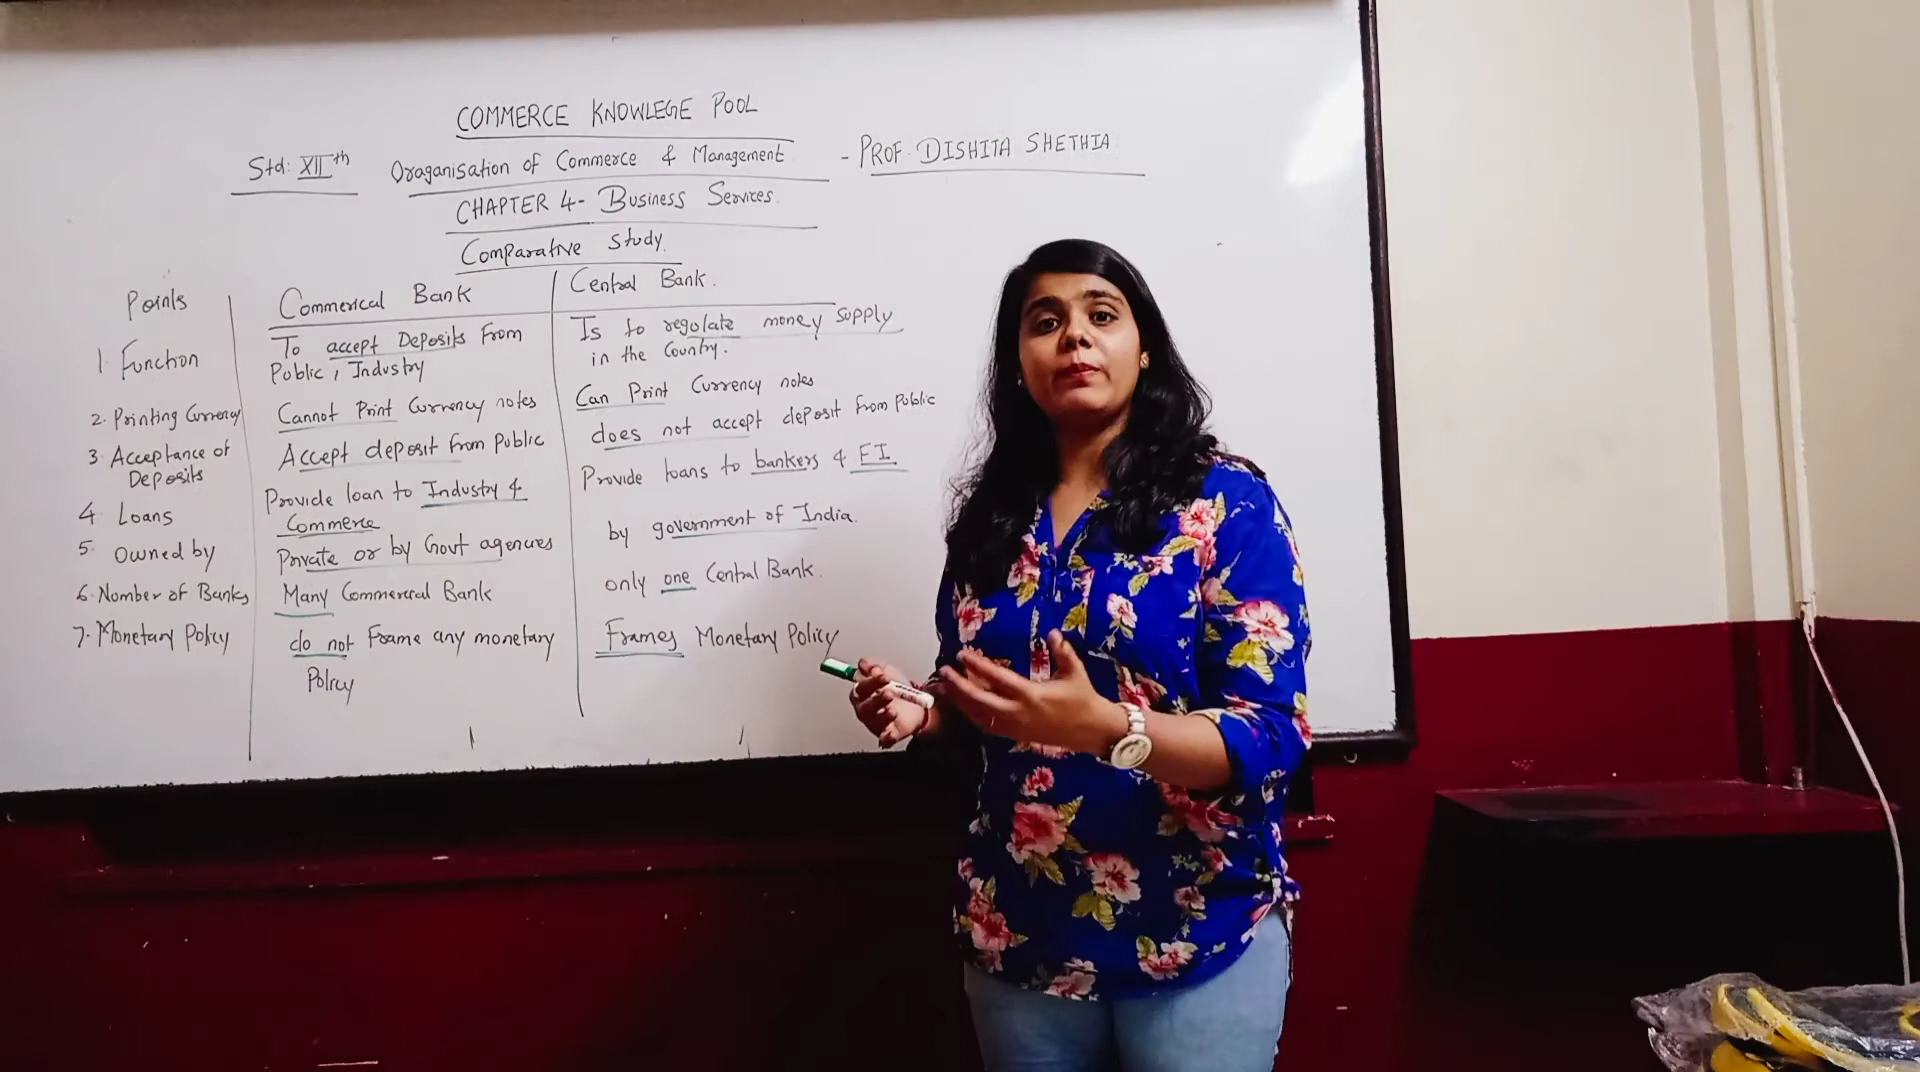 COMMERCE KNOWLEGE POOL
Std: XIIth Oraganisation of Commerce & Management - PROF. DISHITA SHETHIA
CHAPTER 4- BUSINESS Services.
Comparative Study.
Points Commerical Bank Central Bank.
1. Function To accept Deposits From Public, Industry Is to regulate money supply in the Country.
2. Printing Currency Cannot Print Currency notes Can Print Currency notes
3 Acceptance of Deposits Accept deposit from Public does not accept deposit from public
4 Loans Provide loan to Industry & Commerce Provide loans to bankers & FI
5. Owned by Private or by Govt agencies by government of India.
6. Number of Banks Many Commercial Bank only one Central Bank.
7. Monetary Policy do not Frame any monetary Policy Frames Monetary Policy